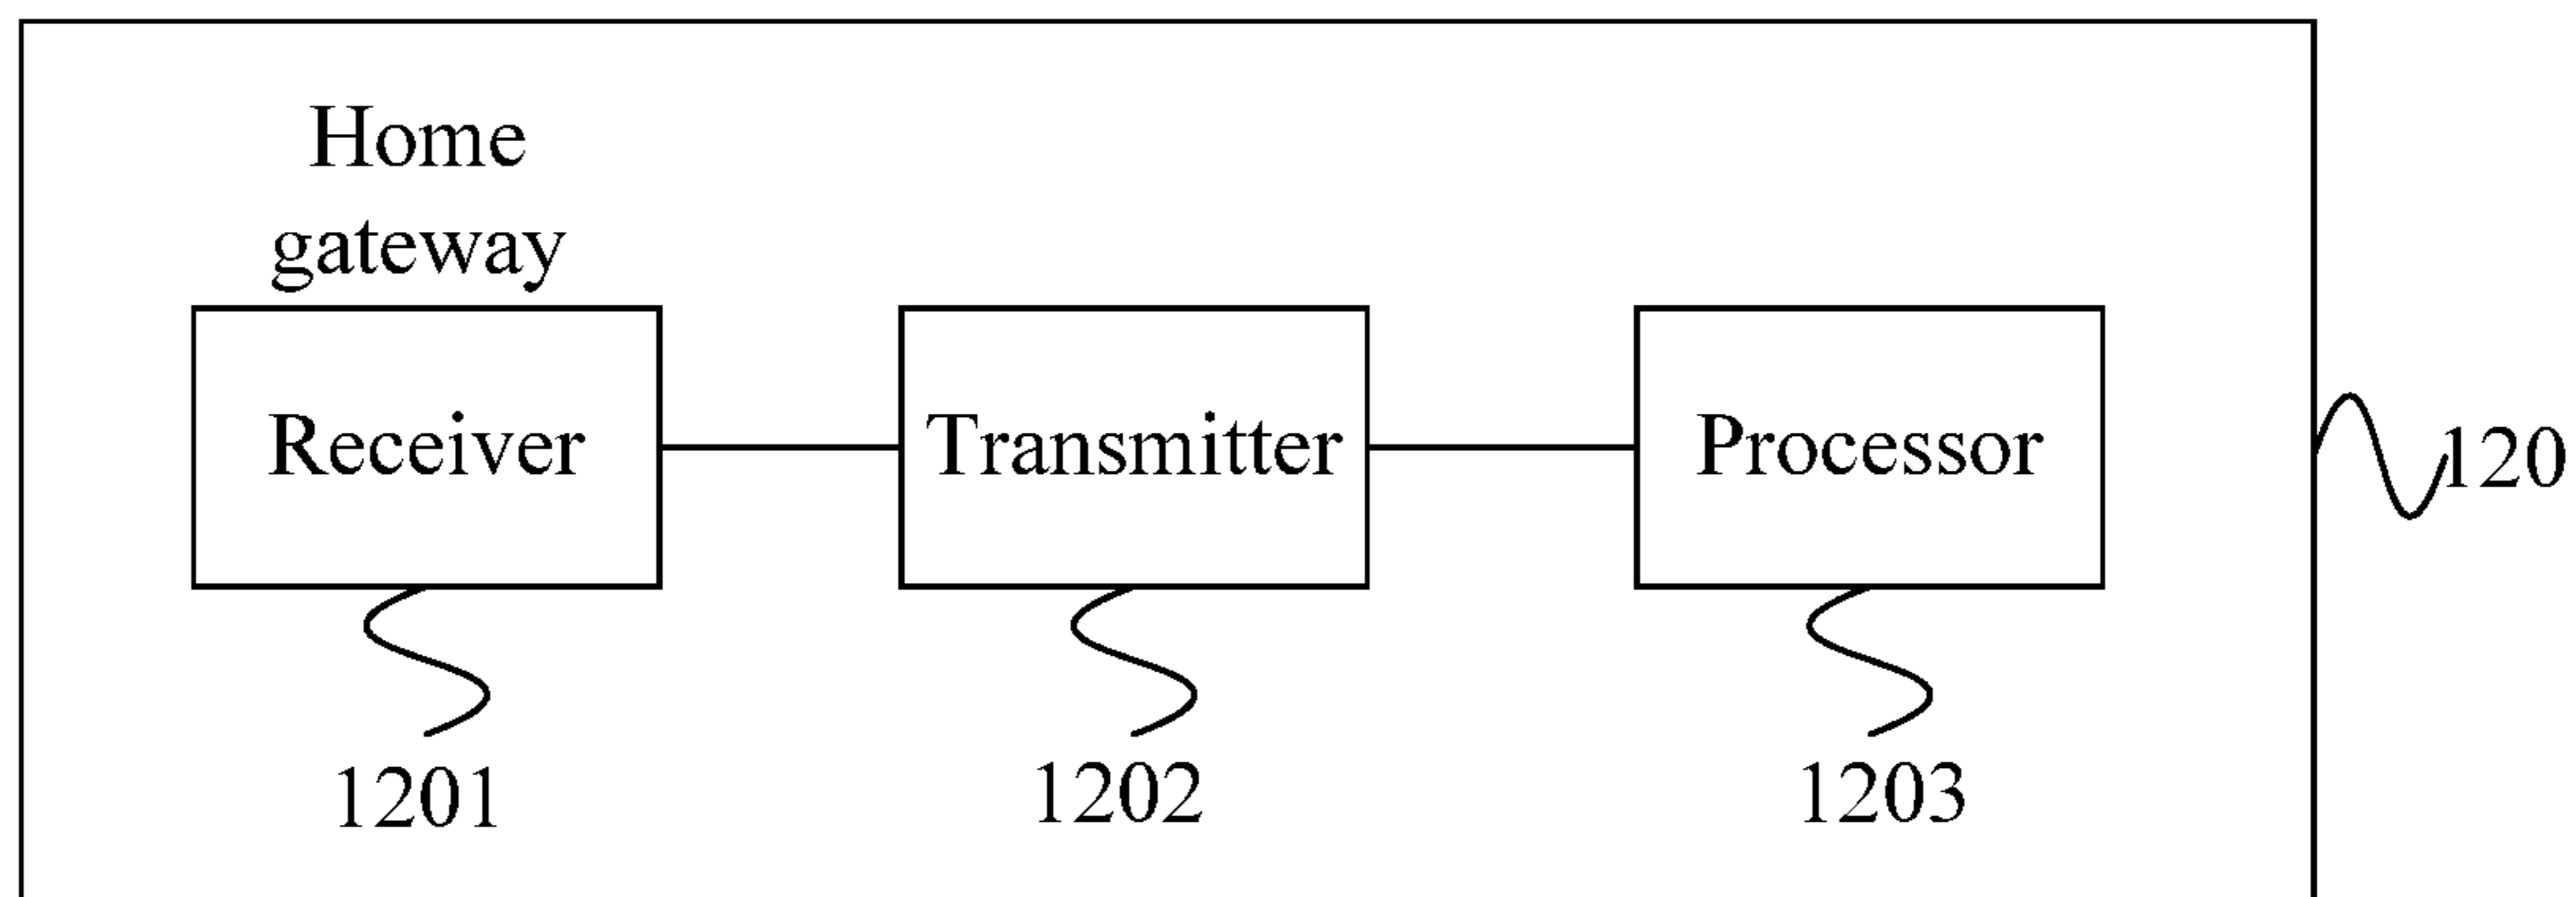 Home
gateway
Receiver
Transmitter
Processor
120
1201
1202
1203